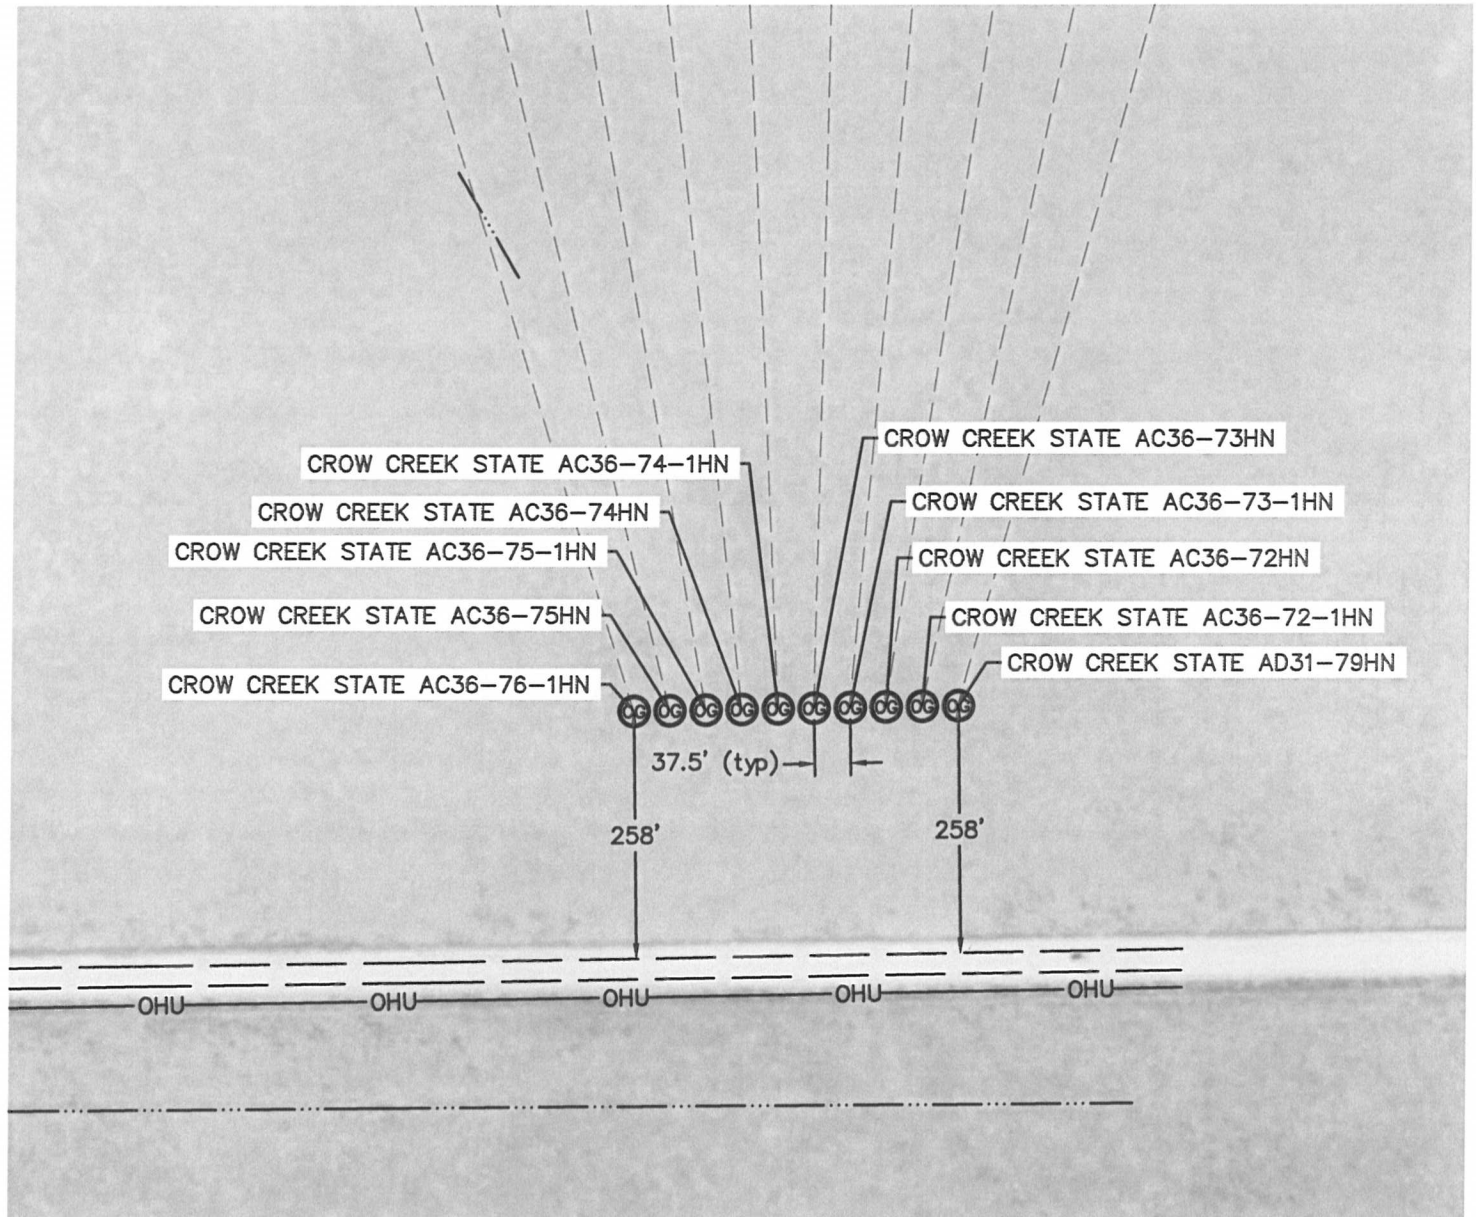 CROW CREEK STATE AC36-73HN
CROW CREEK STATE AC36-74-1HN
CROW CREEK STATE AC36-73-1HN
CROW CREEK STATE AC36-74HN
CROW CREEK STATE AC36-75-1HN
CROW CREEK STATE AC36-72HN
CROW CREEK STATE AC36-75HN
CROW CREEK STATE AC36-72-1HN
CROW CREEK STATE AD31-79HN
CROW CREEK STATE AC36-76-1HN
OG OG OG OG OG OG OG OG OG OG
37.5' (typ)
258' 258'
OHU OHU OHU OHU OHU